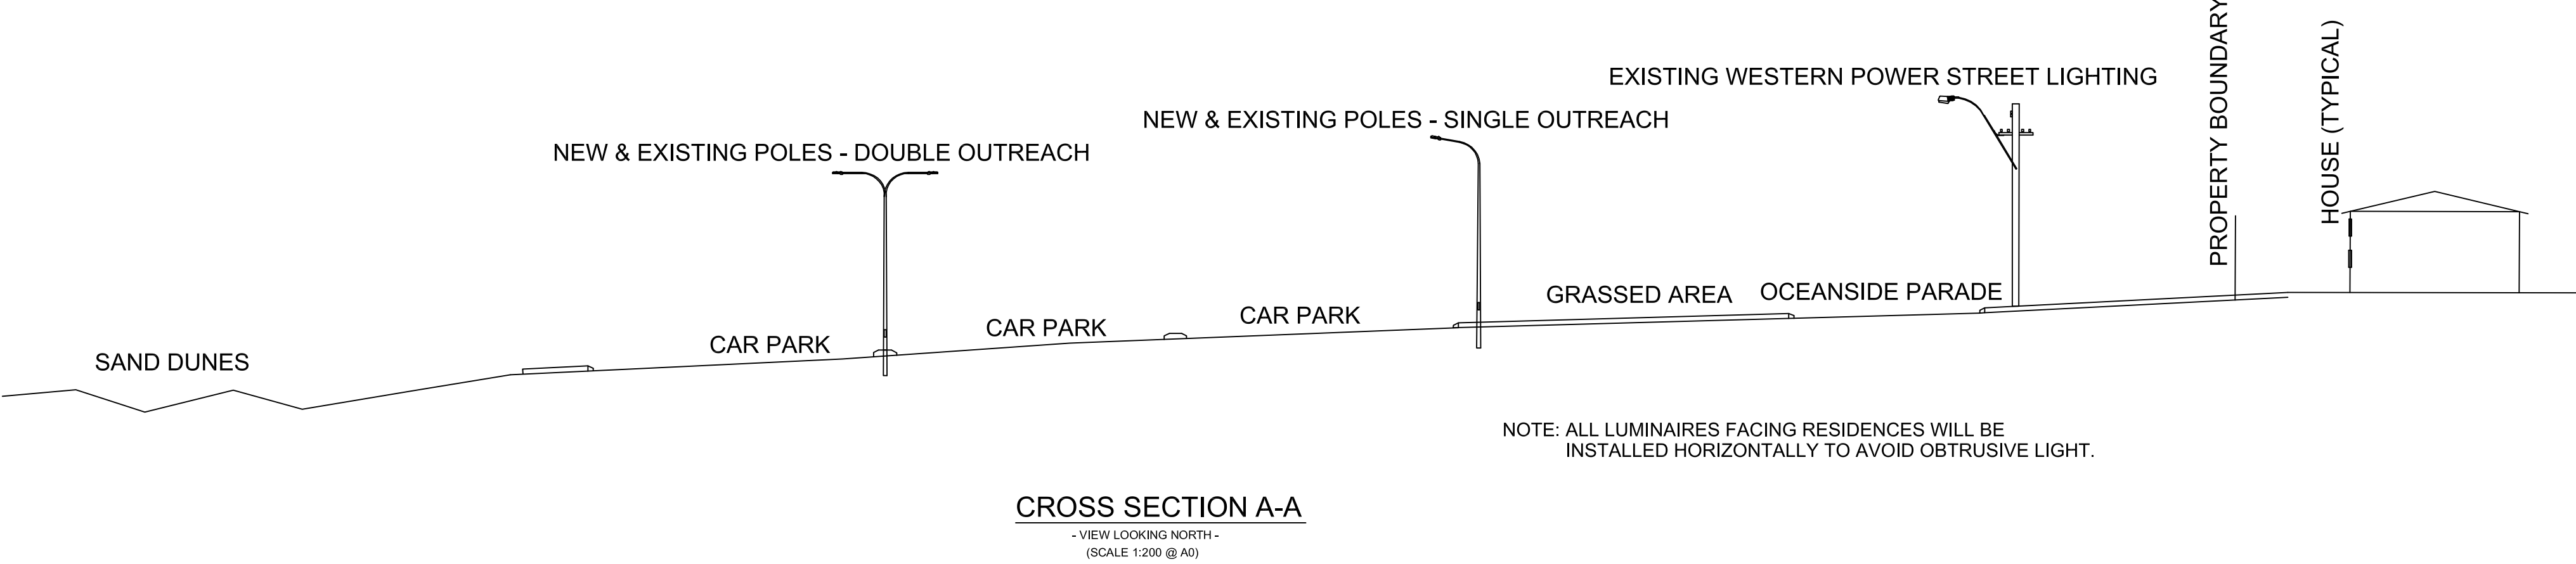 PROPERTY BOUNDARY
HOUSE (TYPICAL)
EXISTING WESTERN POWER STREET LIGHTING
NEW & EXISTING POLES - SINGLE OUTREACH
NEW & EXISTING POLES - DOUBLE OUTREACH
GRASSED AREA
OCEANSIDE PARADE
CAR PARK
CAR PARK
CAR PARK
SAND DUNES
NOTE: ALL LUMINAIRES FACING RESIDENCES WILL BE
INSTALLED HORIZONTALLY TO AVOID OBTRUSIVE LIGHT.
CROSS SECTION A-A
- VIEW LOOKING NORTH -
(SCALE 1:200 @ A0)